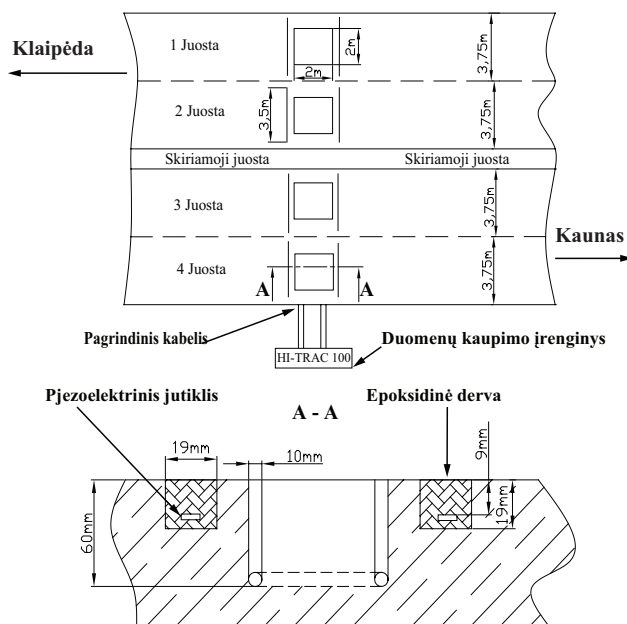 Klaipėda
1 Juosta
2m
2m
3,75m
2 Juosta
3,5m
3,75m
Skiriamoji juosta
Skiriamoji juosta
3 Juosta
3,75m
Kaunas
4 Juosta
3,75m
A
A
Pagrindinis kabelis
Duomenų kaupimo įrenginys
HI-TRAC 100
Pjezoelektrinis jutiklis
A - A
Epoksidinė derva
19mm
10mm
9mm
60mm
19mm